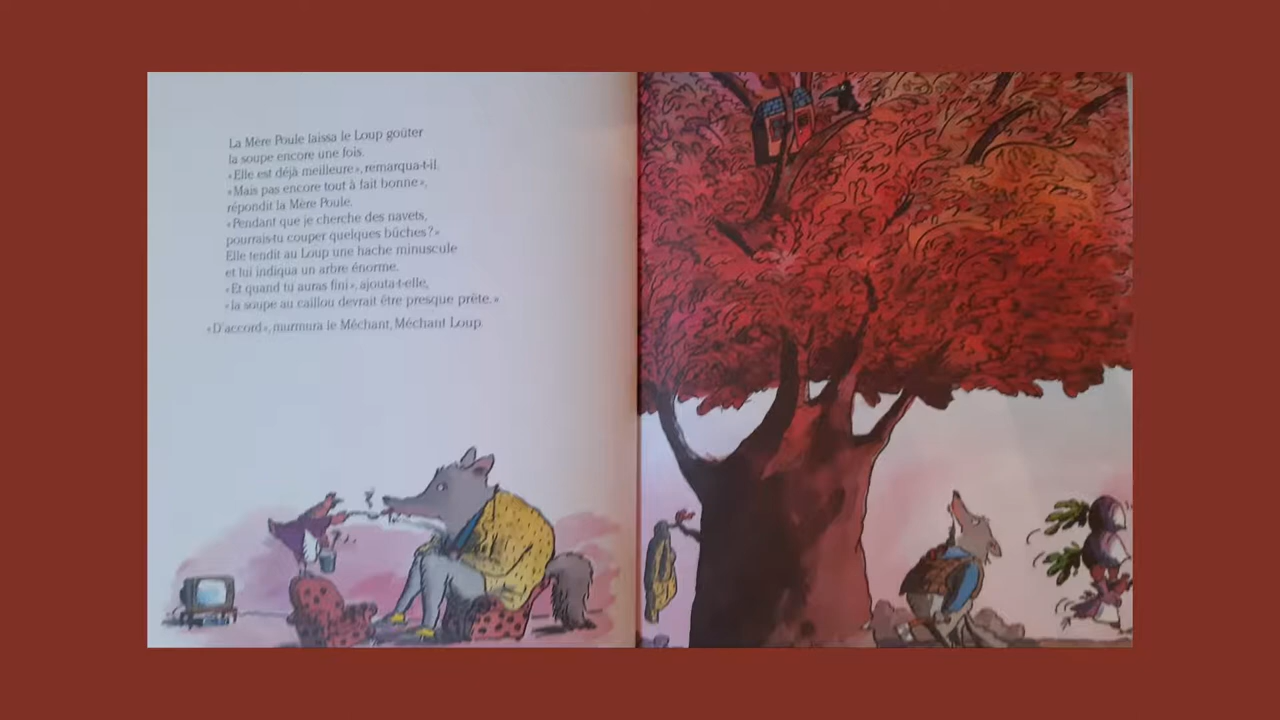 La Mère Poule laissa le Loup goûter
la soupe encore une fois.
«Elle est déjà meilleure», remarqua-t-il.
«Mais pas encore tout à fait bonne»,
répondit la Mère Poule.
«Pendant que je cherche des navets,
pourrais-tu couper quelques bûches?»
Elle tendit au Loup une hache minuscule
et lui indiqua un arbre énorme.
«Et quand tu auras fini», ajouta-t-elle,
«la soupe au caillou devrait être presque prête.»
«D'accord», murmura le Méchant, Méchant Loup.